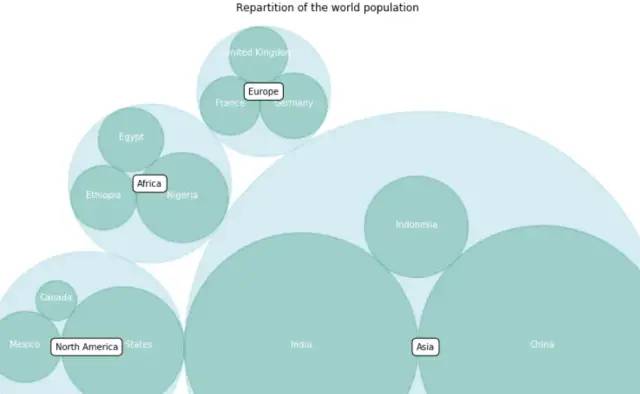 Repartition of the world population
United Kingdom
Europe
France
Germany
Egypt
Africa
Ethiopia
Nigeria
Indonesia
Canada
Mexico
North America
States
India
Asia
China